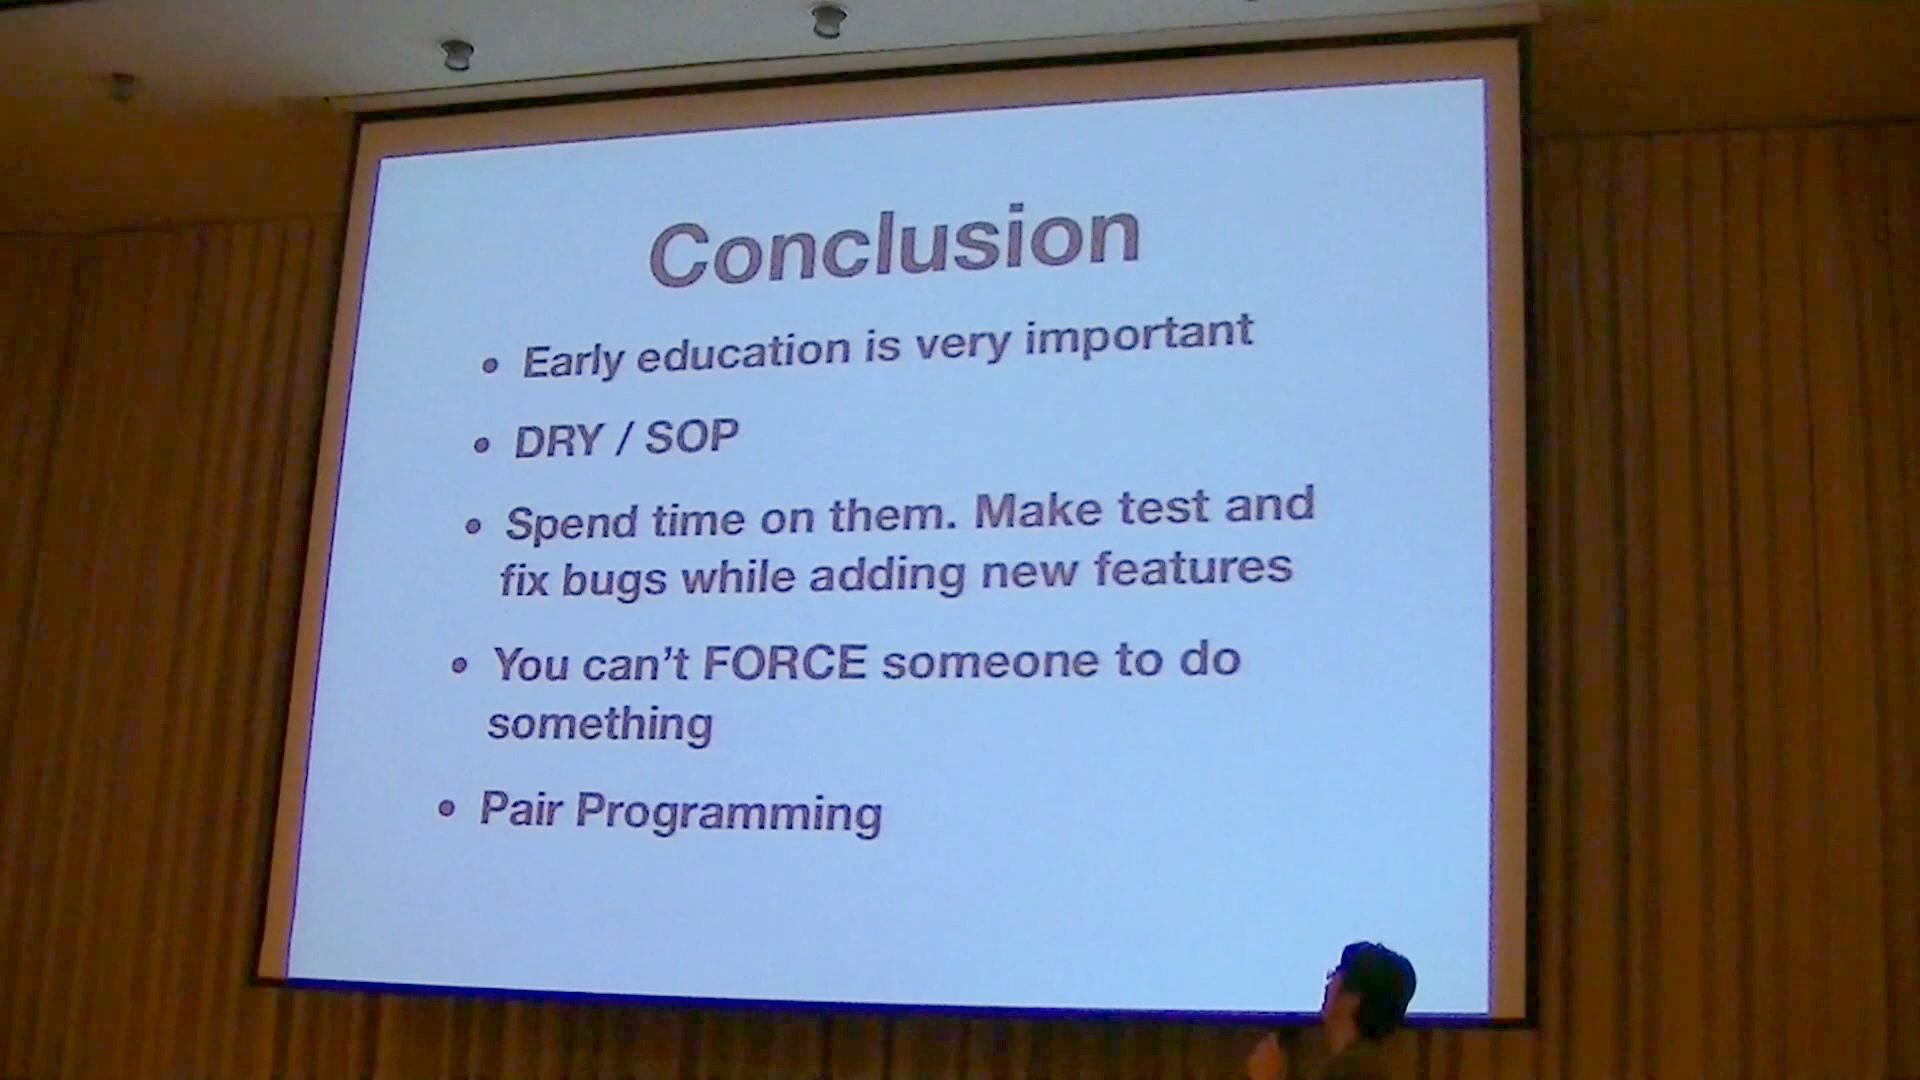 Conclusion
• Early education is very important
• DRY / SOP
• Spend time on them. Make test and
fix bugs while adding new features
• You can't FORCE someone to do
something
• Pair Programming